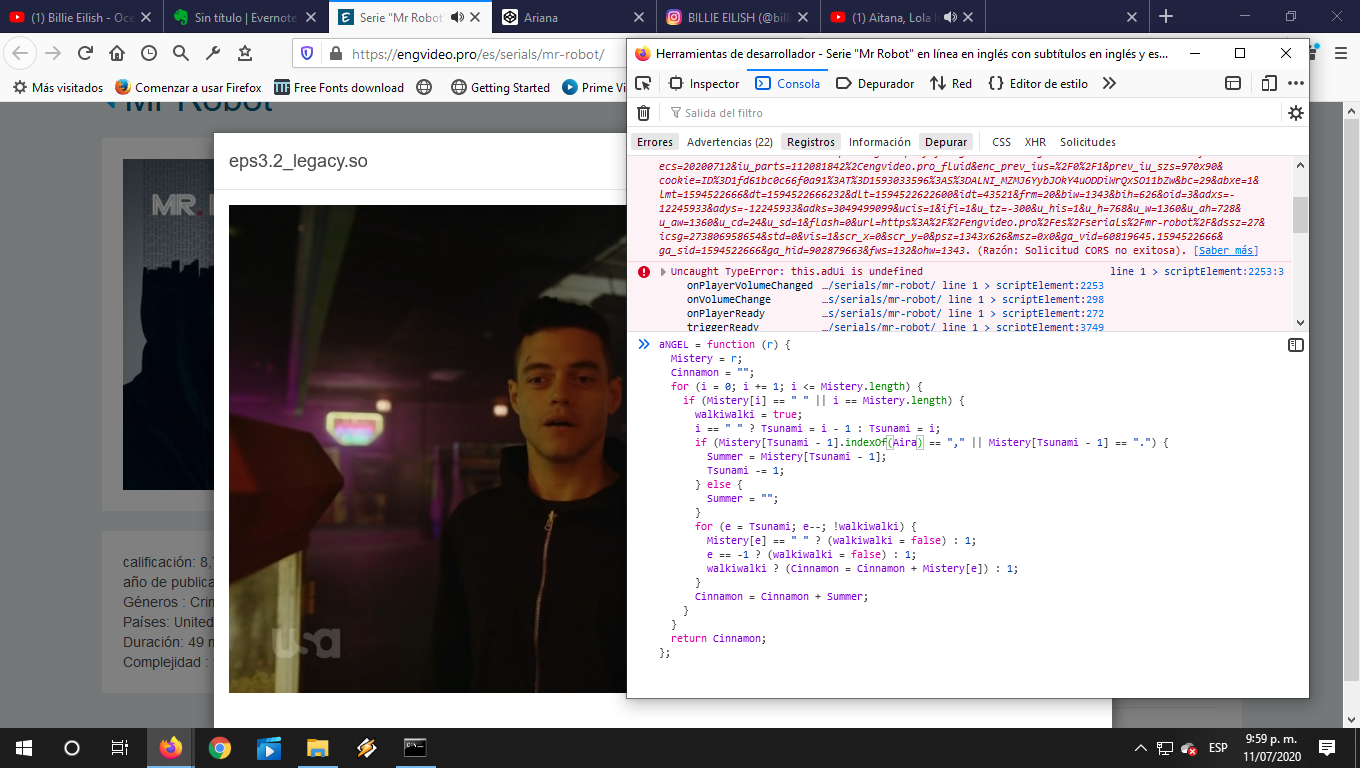 (1) Billie Eilish - Oce
Sin título | Evernote
Serie "Mr Robot"
Ariana
BILLIE EILISH (@billi
(1) Aitana, Lola
https://engvideo.pro/es/serials/mr-robot/
Más visitados
Comenzar a usar Firefox
Free Fonts download
Getting Started
Prime Vi
Mr Robot
MR.
calificación: 8,
año de publica
Géneros : Crim
Países: United
Duración: 49 m
Complejidad :
eps3.2_legacy.so
usa
Herramientas de desarrollador - Serie "Mr Robot" en línea en inglés con subtítulos en inglés y es...
Inspector
Consola
Depurador
Red
Editor de estilo
Salida del filtro
Errores
Advertencias (22)
Registros
Información
Depurar
CSS
XHR
Solicitudes
ecs=20200712&iu_parts=112081842%2Cengvideo.pro_fluid&enc_prev_ius=%2F0%2F1&prev_iu_szs=970x90&
cookie=ID%3D1fd61bc0c66f0a91%3AT%3D1593033596%3AS%3DALNI_MZMJ6YybJOkY4uODDiWrQxSO11bZw&bc=29&abxe=1&
lmt=1594522666&dt=1594522666232&dlt=1594522622600&idt=43521&frm=20&biw=1343&bih=626&oid=3&adxs=-
12245933&adys=-12245933&adks=3049499099&ucis=1&ifi=1&u_tz=-300&u_his=1&u_h=768&u_w=1360&u_ah=728&
u_aw=1360&u_cd=24&u_sd=1&flash=0&url=https%3A%2F%2Fengvideo.pro%2Fes%2Fserials%2Fmr-robot%2F&dssz=27&
icsg=273806958654&std=0&vis=1&scr_x=0&scr_y=0&psz=1343x626&msz=0x0&ga_vid=60819645.1594522666&
ga_sid=1594522666&ga_hid=902879663&fws=132&ohw=1343. (Razón: Solicitud CORS no exitosa). [Saber más]
Uncaught TypeError: this.adUi is undefined line 1 > scriptElement:2253:3
onPlayerVolumeChanged …/serials/mr-robot/ line 1 > scriptElement:2253
onVolumeChange …s/serials/mr-robot/ line 1 > scriptElement:298
onPlayerReady …s/serials/mr-robot/ line 1 > scriptElement:272
triggerReady …/serials/mr-robot/ line 1 > scriptElement:3749
aNGEL = function (r) {
Mistery = r;
Cinnamon = "";
for (i = 0; i += 1; i <= Mistery.length) {
if (Mistery[i] == " " || i == Mistery.length) {
walkiwalki = true;
i == " " ? Tsunami = i - 1 : Tsunami = i;
if (Mistery[Tsunami - 1].indexOf(Aira) == "," || Mistery[Tsunami - 1] == ".") {
Summer = Mistery[Tsunami - 1];
Tsunami -= 1;
} else {
Summer = "";
}
for (e = Tsunami; e--; !walkiwalki) {
Mistery[e] == " " ? (walkiwalki = false) : 1;
e == -1 ? (walkiwalki = false) : 1;
walkiwalki ? (Cinnamon = Cinnamon + Mistery[e]) : 1;
}
Cinnamon = Cinnamon + Summer;
}
}
return Cinnamon;
};
ESP
9:59 p. m.
11/07/2020